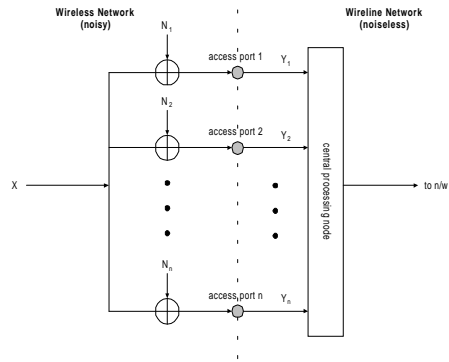 Wireless Network
(noisy)
Wireline Network
(noiseless)
N1
access port 1
Y1
N2
access port 2
Y2
X
central processing node
to n/w
Nn
access port n
Yn